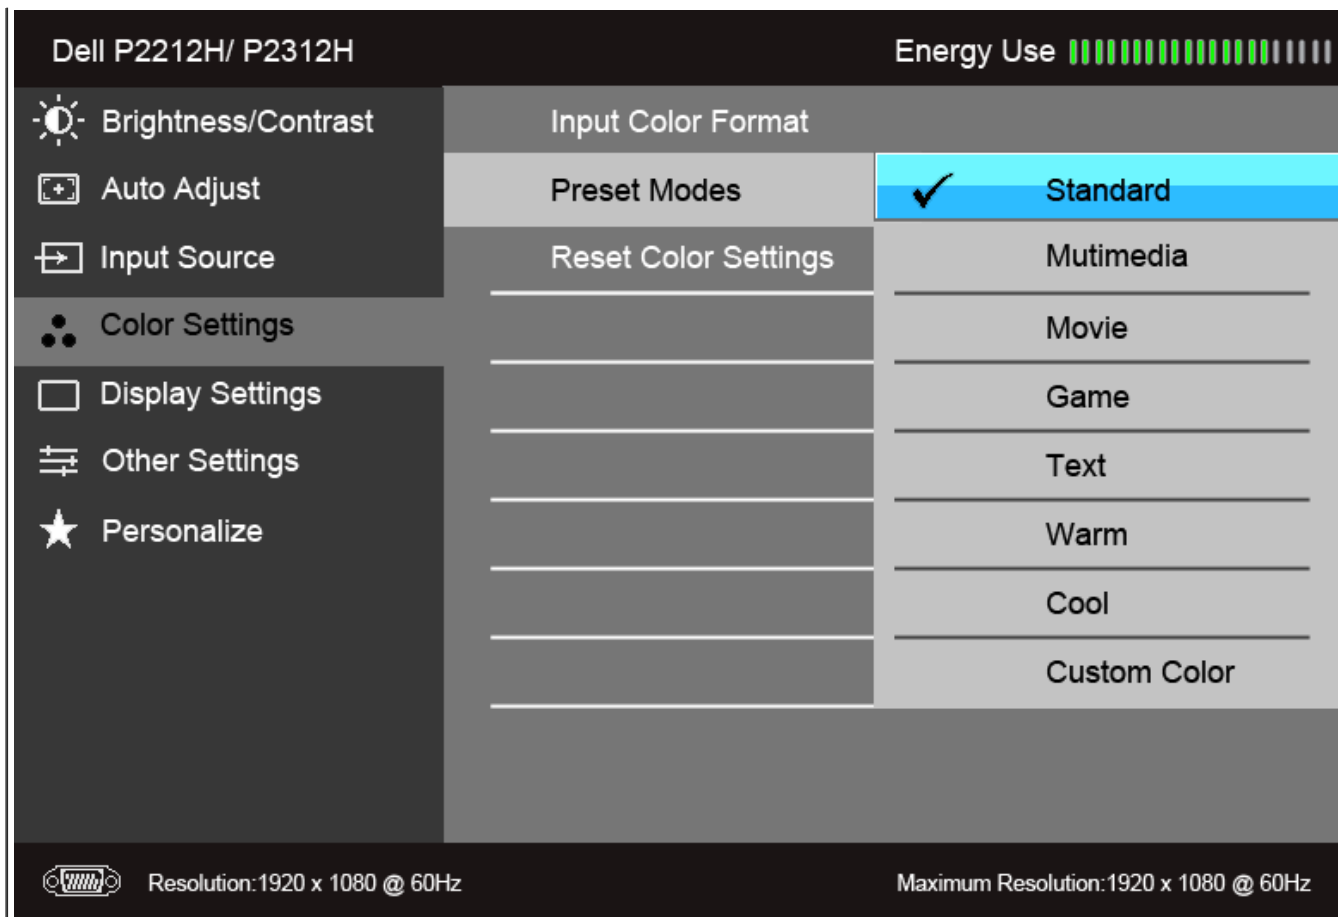 Dell P2212H/ P2312H
Energy Use
Brightness/Contrast
Auto Adjust
Input Source
Color Settings
Display Settings
Other Settings
Personalize
Input Color Format
Preset Modes
Reset Color Settings
Standard
Mutimedia
Movie
Game
Text
Warm
Cool
Custom Color
Resolution:1920 x 1080 @ 60Hz
Maximum Resolution:1920 x 1080 @ 60Hz